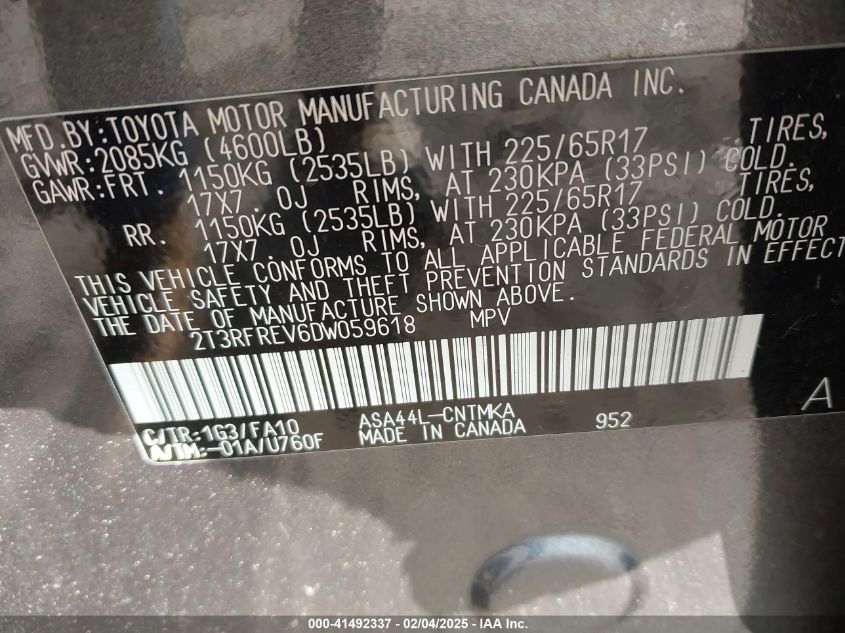 MFD.BY:TOYOTA MOTOR MANUFACTURING CANADA INC.
GVWR:2085KG (4600LB)
GAWR:FRT. 1150KG (2535LB) WITH 225/65R17 TIRES,
17X7.0J RIMS, AT 230KPA (33PSI) COLD.
RR. 1150KG (2535LB) WITH 225/65R17 TIRES,
17X7.0J RIMS, AT 230KPA (33PSI) COLD.
THIS VEHICLE CONFORMS TO ALL APPLICABLE FEDERAL MOTOR
VEHICLE SAFETY AND THEFT PREVENTION STANDARDS IN EFFECT
THE DATE OF MANUFACTURE SHOWN ABOVE.
2T3RFREV6DW059618 MPV
C/TR-1G3/FA10 ASA44L-CNTMKA 952 A
A/TM:-01A/U760F MADE IN CANADA
000-41492337 - 02/04/2025 - IAA Inc.